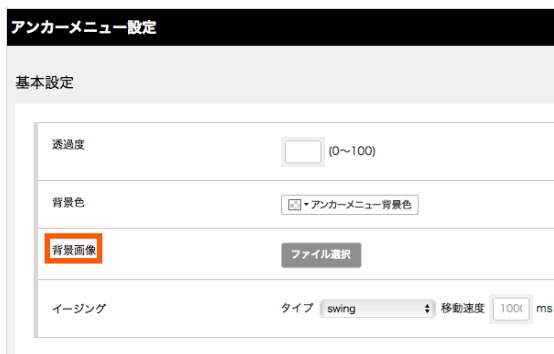 アンカーメニュー設定
基本設定
透過度 (0〜100)
背景色 アンカーメニュー背景色
背景画像 ファイル選択
イージング タイプ swing 移動速度 100 ms